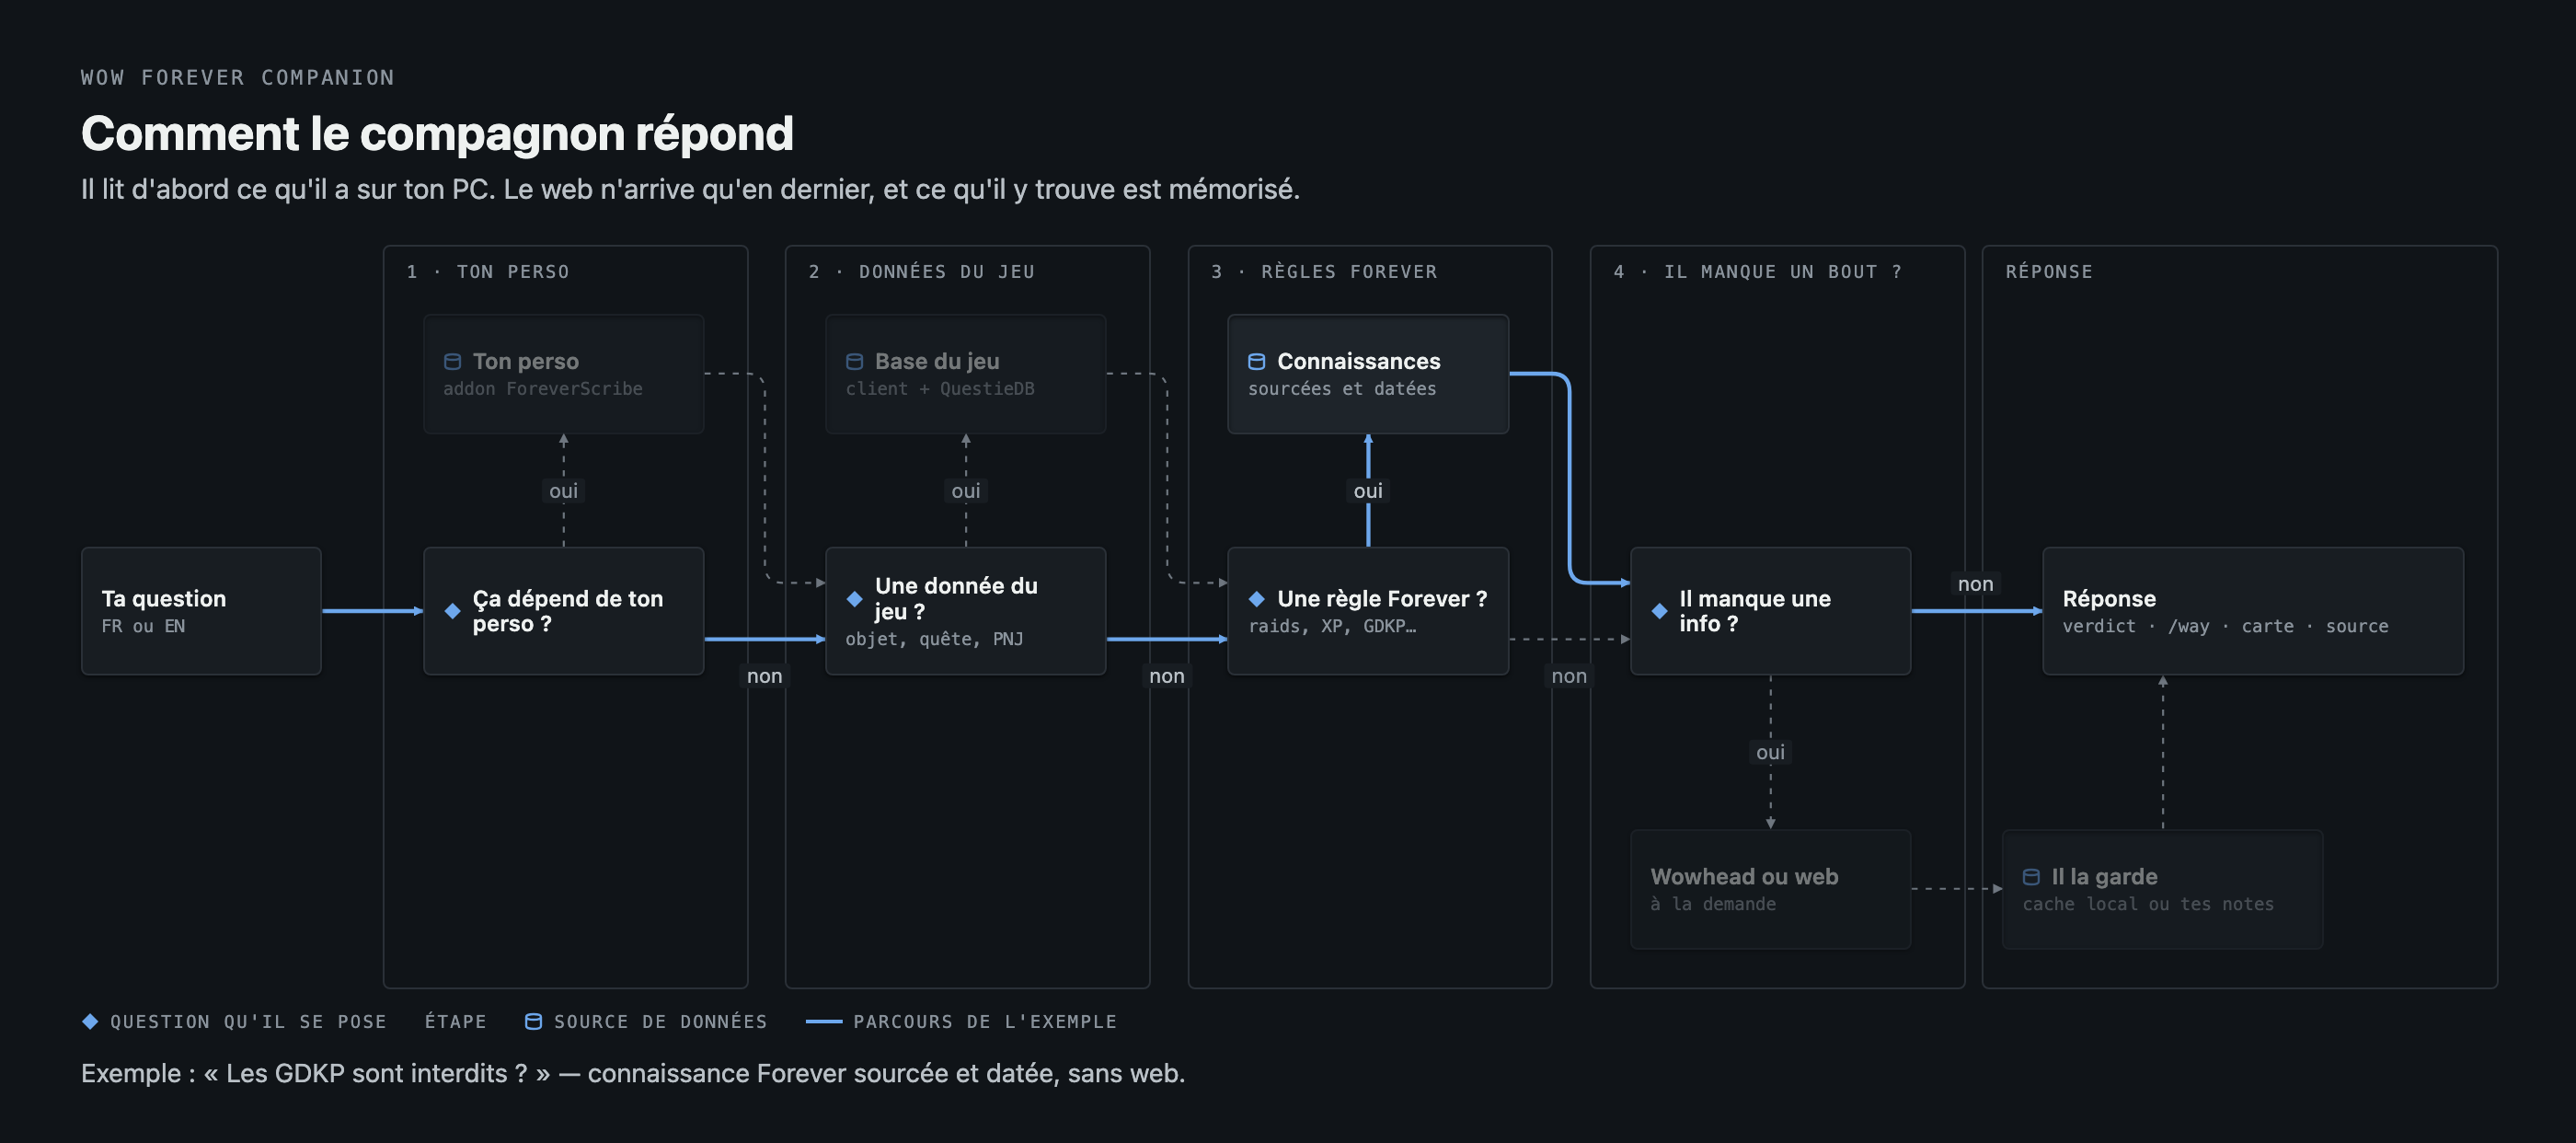 WOW FOREVER COMPANION
Comment le compagnon répond
Il lit d'abord ce qu'il a sur ton PC. Le web n'arrive qu'en dernier, et ce qu'il y trouve est mémorisé.
1 · TON PERSO
2 · DONNÉES DU JEU
3 · RÈGLES FOREVER
4 · IL MANQUE UN BOUT ?
RÉPONSE
Ton perso
addon ForeverScribe
Base du jeu
client + QuestieDB
Connaissances
sourcées et datées
oui
oui
oui
Ta question
FR ou EN
Ça dépend de ton
perso ?
non
Une donnée du
jeu ?
objet, quête, PNJ
non
Une règle Forever ?
raids, XP, GDKP…
non
Il manque une
info ?
non
Réponse
verdict · /way · carte · source
oui
Wowhead ou web
à la demande
Il la garde
cache local ou tes notes
QUESTION QU'IL SE POSE
ÉTAPE
SOURCE DE DONNÉES
PARCOURS DE L'EXEMPLE
Exemple : « Les GDKP sont interdits ? » — connaissance Forever sourcée et datée, sans web.